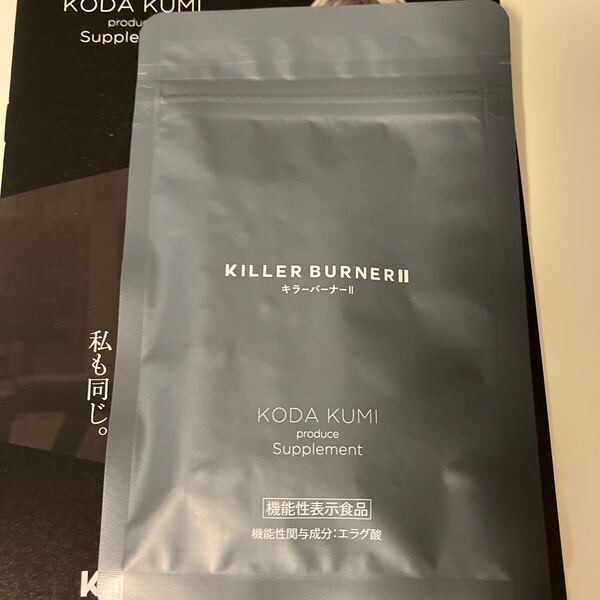 KODA KUMI
produce
Supple
私も同じ。
K
KILLER BURNERⅡ
キラーバーナーⅡ
KODA KUMI
produce
Supplement
機能性表示食品
機能性関与成分：エラグ酸